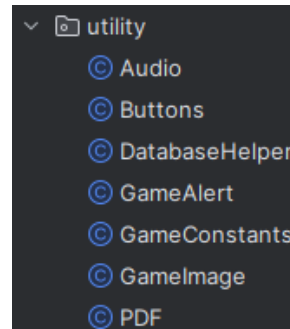 utility
C Audio
C Buttons
C DatabaseHelper
C GameAlert
C GameConstants
C GameImage
C PDF